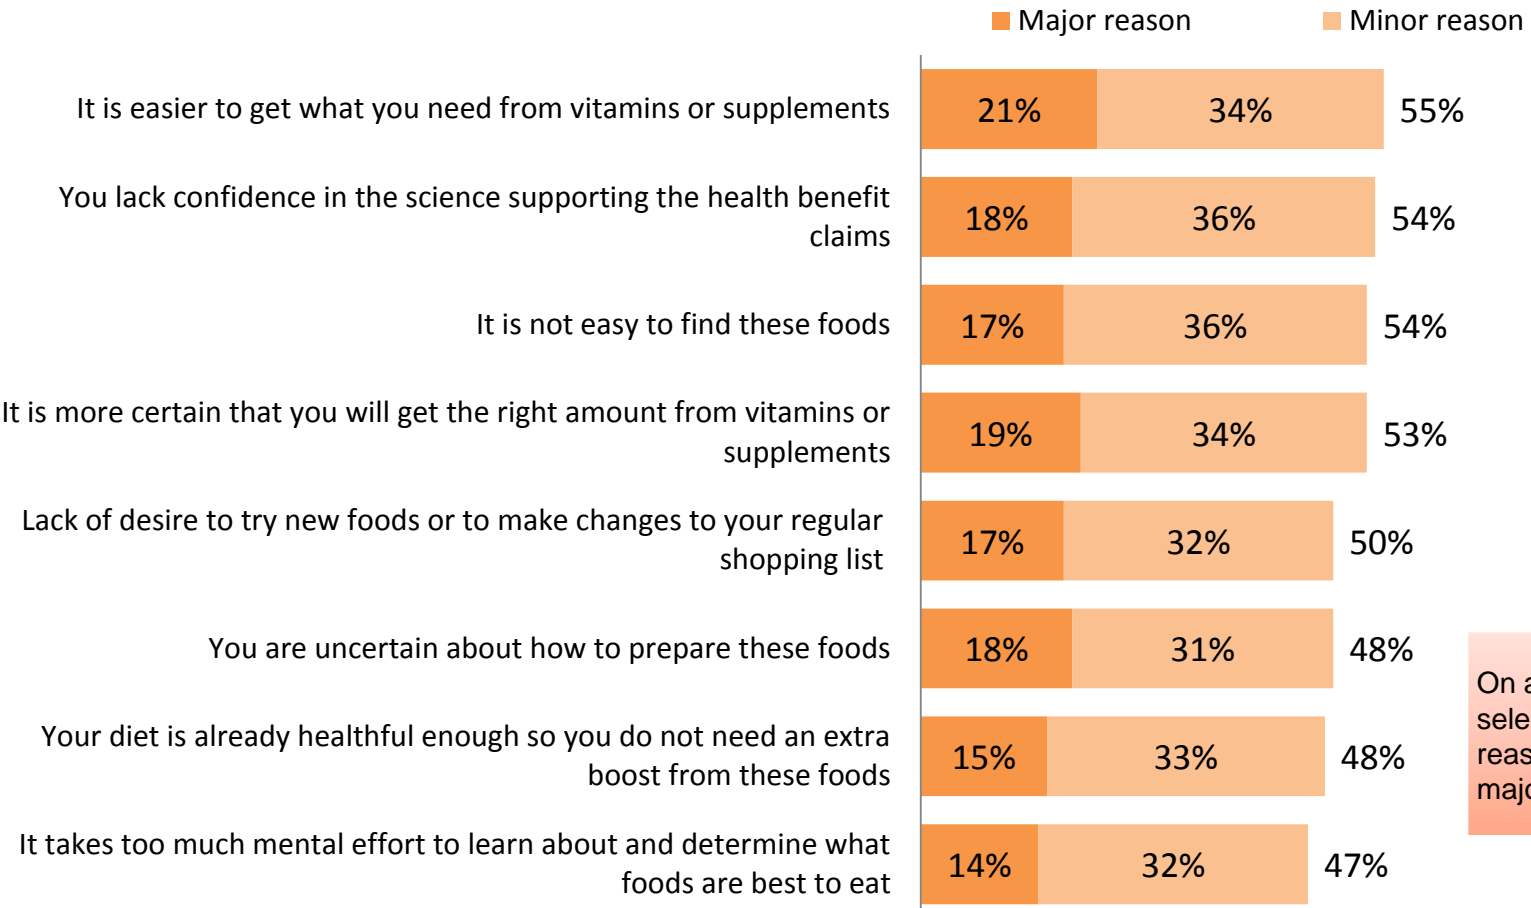 Major reason Minor reason
It is easier to get what you need from vitamins or supplements 21% 34% 55%
You lack confidence in the science supporting the health benefit
claims
18% 36% 54%
It is not easy to find these foods 17% 36% 54%
It is more certain that you will get the right amount from vitamins or
supplements
19% 34% 53%
Lack of desire to try new foods or to make changes to your regular
shopping list
17% 32% 50%
You are uncertain about how to prepare these foods 18% 31% 48%
Your diet is already healthful enough so you do not need an extra
boost from these foods
15% 33% 48%
It takes too much mental effort to learn about and determine what
foods are best to eat
14% 32% 47%
On